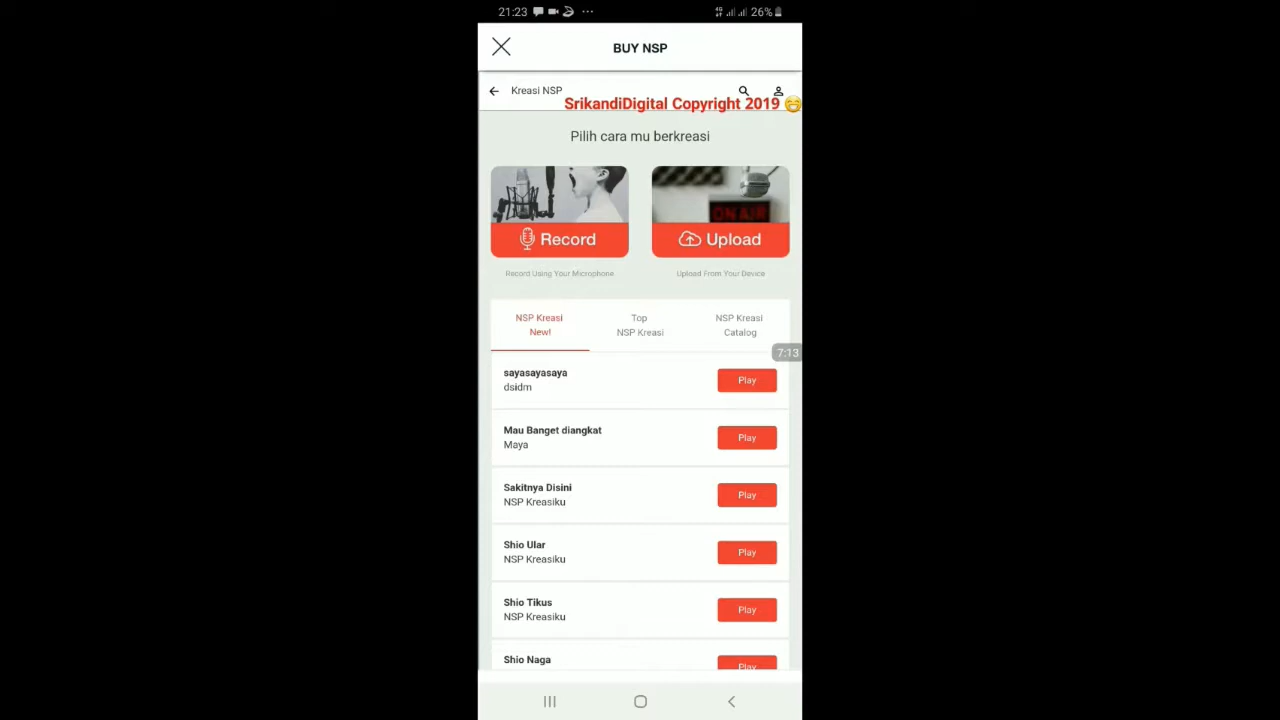 21:23
4G
26%
BUY NSP
Kreasi NSP
SrikandiDigital Copyright 2019 😁
Pilih cara mu berkreasi
ON AIR
Record
Upload
Record Using Your Microphone
Upload From Your Device
NSP Kreasi
New!
Top
NSP Kreasi
NSP Kreasi
Catalog
7:13
sayasayasaya
dsidm
Play
Mau Banget diangkat
Maya
Play
Sakitnya Disini
NSP Kreasiku
Play
Shio Ular
NSP Kreasiku
Play
Shio Tikus
NSP Kreasiku
Play
Shio Naga
Play